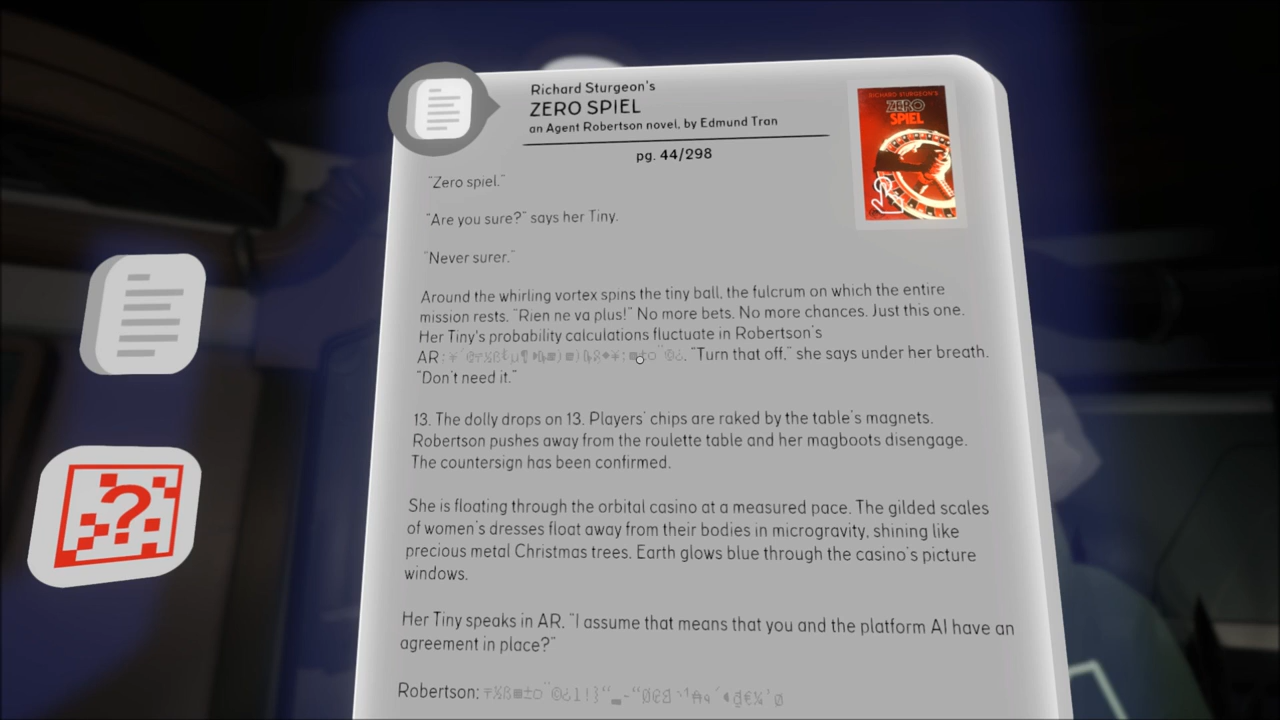 Richard Sturgeon's
ZERO SPIEL
an Agent Robertson novel, by Edmund Tran
pg. 44/298
RICHARD STURGEON'S
ZERO
SPIEL
"Zero spiel."
"Are you sure?" says her Tiny.
"Never surer."
Around the whirling vortex spins the tiny ball, the fulcrum on which the entire
mission rests. "Rien ne va plus!" No more bets. No more chances. Just this one.
Her Tiny's probability calculations fluctuate in Robertson's
AR: "Turn that off," she says under her breath.
"Don't need it."
13. The dolly drops on 13. Players' chips are raked by the table's magnets.
Robertson pushes away from the roulette table and her magboots disengage.
The countersign has been confirmed.
She is floating through the orbital casino at a measured pace. The gilded scales
of women's dresses float away from their bodies in microgravity, shining like
precious metal Christmas trees. Earth glows blue through the casino's picture
windows.
Her Tiny speaks in AR. "I assume that means that you and the platform AI have an
agreement in place?"
Robertson:
?